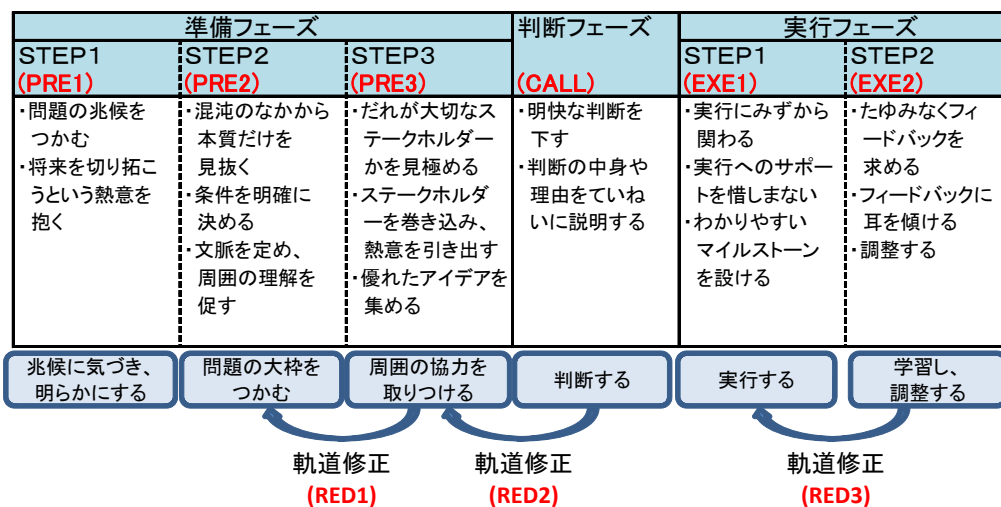 準備フェーズ
判断フェーズ
実行フェーズ
STEP1
(PRE1)
STEP2
(PRE2)
STEP3
(PRE3)
(CALL)
STEP1
(EXE1)
STEP2
(EXE2)
・問題の兆候を
つかむ
・将来を切り拓こ
うという熱意を
抱く
・混沌のなかから
本質だけを
見抜く
・条件を明確に
決める
・文脈を定め、
周囲の理解を
促す
・だれが大切なス
テークホルダー
かを見極める
・ステークホルダ
ーを巻き込み、
熱意を引き出す
・優れたアイデアを
集める
・明快な判断を
下す
・判断の中身や
理由をていね
いに説明する
・実行にみずから
関わる
・実行へのサポー
トを惜しまない
・わかりやすい
マイルストーン
を設ける
・たゆみなくフィ
ードバックを
求める
・フィードバックに
耳を傾ける
・調整する
兆候に気づき、
明らかにする
問題の大枠を
つかむ
周囲の協力を
取りつける
判断する
実行する
学習し、
調整する
軌道修正
(RED1)
軌道修正
(RED2)
軌道修正
(RED3)